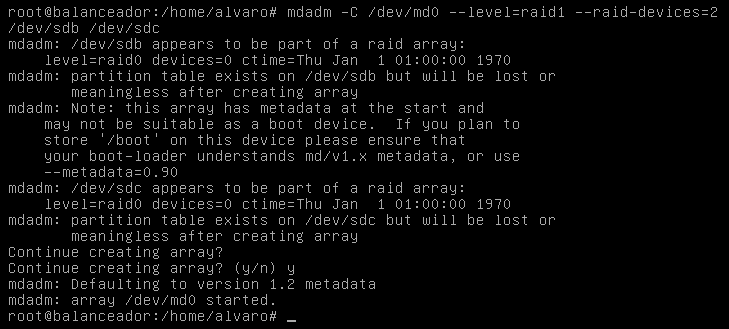 root@balanceador:/home/alvaro# mdadm -C /dev/md0 --level=raid1 --raid-devices=2
/dev/sdb /dev/sdc
mdadm: /dev/sdb appears to be part of a raid array:
    level=raid0 devices=0 ctime=Thu Jan  1 01:00:00 1970
mdadm: partition table exists on /dev/sdb but will be lost or
       meaningless after creating array
mdadm: Note: this array has metadata at the start and
    may not be suitable as a boot device.  If you plan to
    store '/boot' on this device please ensure that
    your boot-loader understands md/v1.x metadata, or use
    --metadata=0.90
mdadm: /dev/sdc appears to be part of a raid array:
    level=raid0 devices=0 ctime=Thu Jan  1 01:00:00 1970
mdadm: partition table exists on /dev/sdc but will be lost or
       meaningless after creating array
Continue creating array?
Continue creating array? (y/n) y
mdadm: Defaulting to version 1.2 metadata
mdadm: array /dev/md0 started.
root@balanceador:/home/alvaro# _